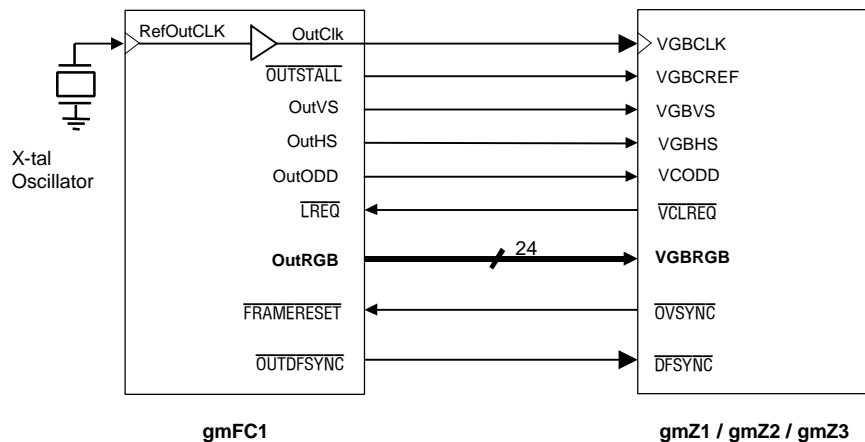 RefOutCLK OutClk VGBCLK
OUTSTALL VGBCREF
OutVS VGBVS
OutHS VGBHS
X-tal
Oscillator
OutODD VCODD
LREQ VCLREQ
OutRGB 24 VGBRGB
FRAMERESET OVSYNC
OUTDFSYNC DFSYNC
gmFC1 gmZ1 / gmZ2 / gmZ3